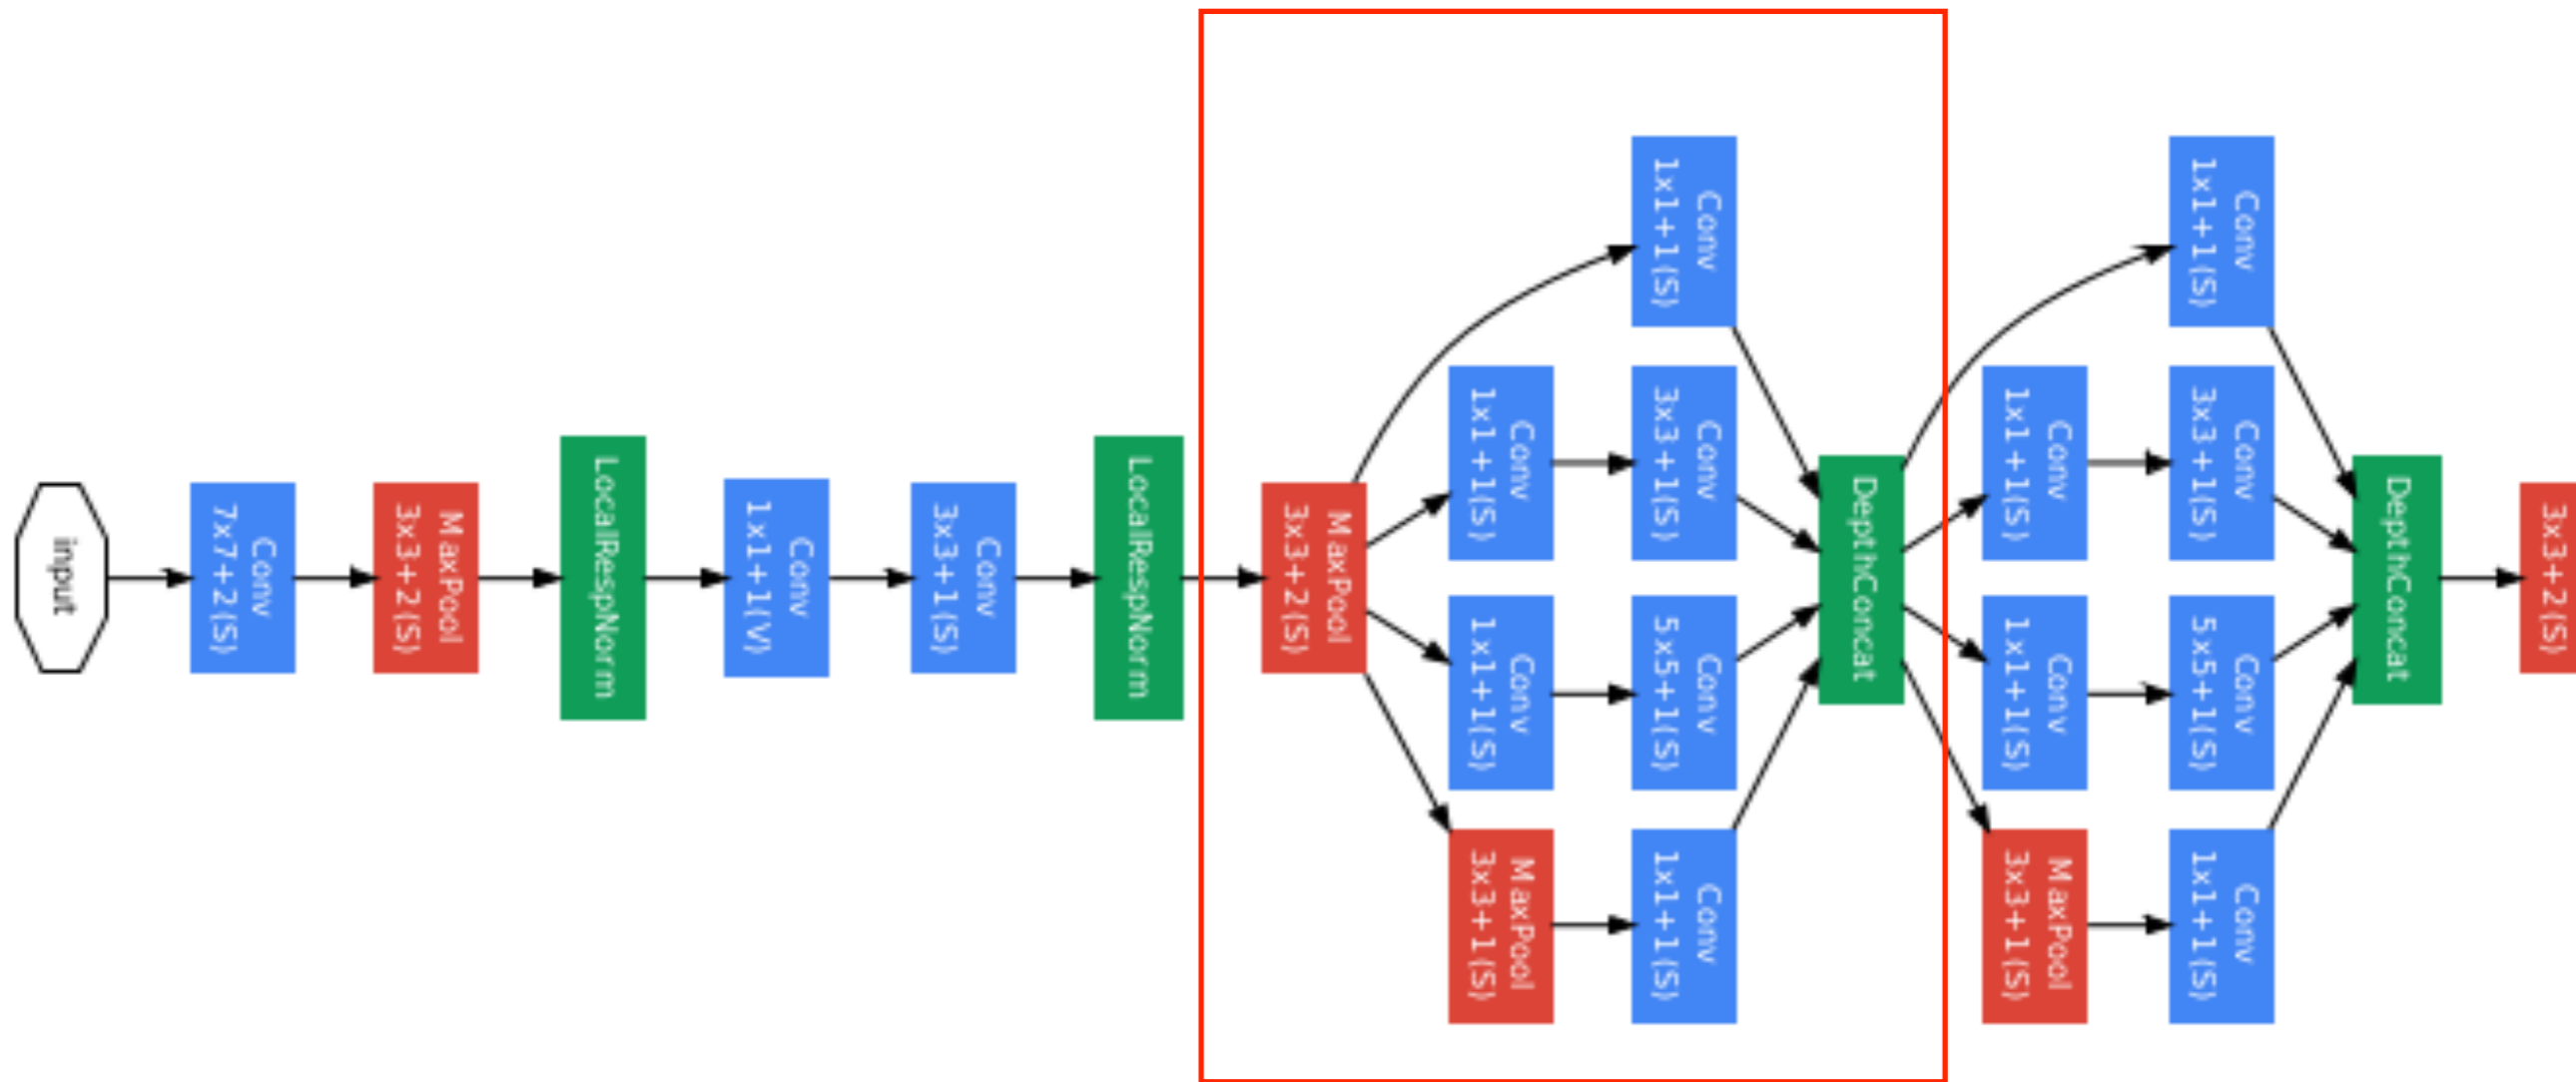 input
Conv
7x7+2(S)
MaxPool
3x3+2(S)
LocalRespNorm
Conv
1x1+1(V)
Conv
3x3+1(S)
LocalRespNorm
MaxPool
3x3+2(S)
Conv
1x1+1(S)
Conv
1x1+1(S)
Conv
3x3+1(S)
Conv
1x1+1(S)
Conv
5x5+1(S)
MaxPool
3x3+1(S)
Conv
1x1+1(S)
DepthConcat
Conv
1x1+1(S)
Conv
1x1+1(S)
Conv
3x3+1(S)
Conv
1x1+1(S)
Conv
5x5+1(S)
MaxPool
3x3+1(S)
Conv
1x1+1(S)
DepthConcat
3x3+2(S)